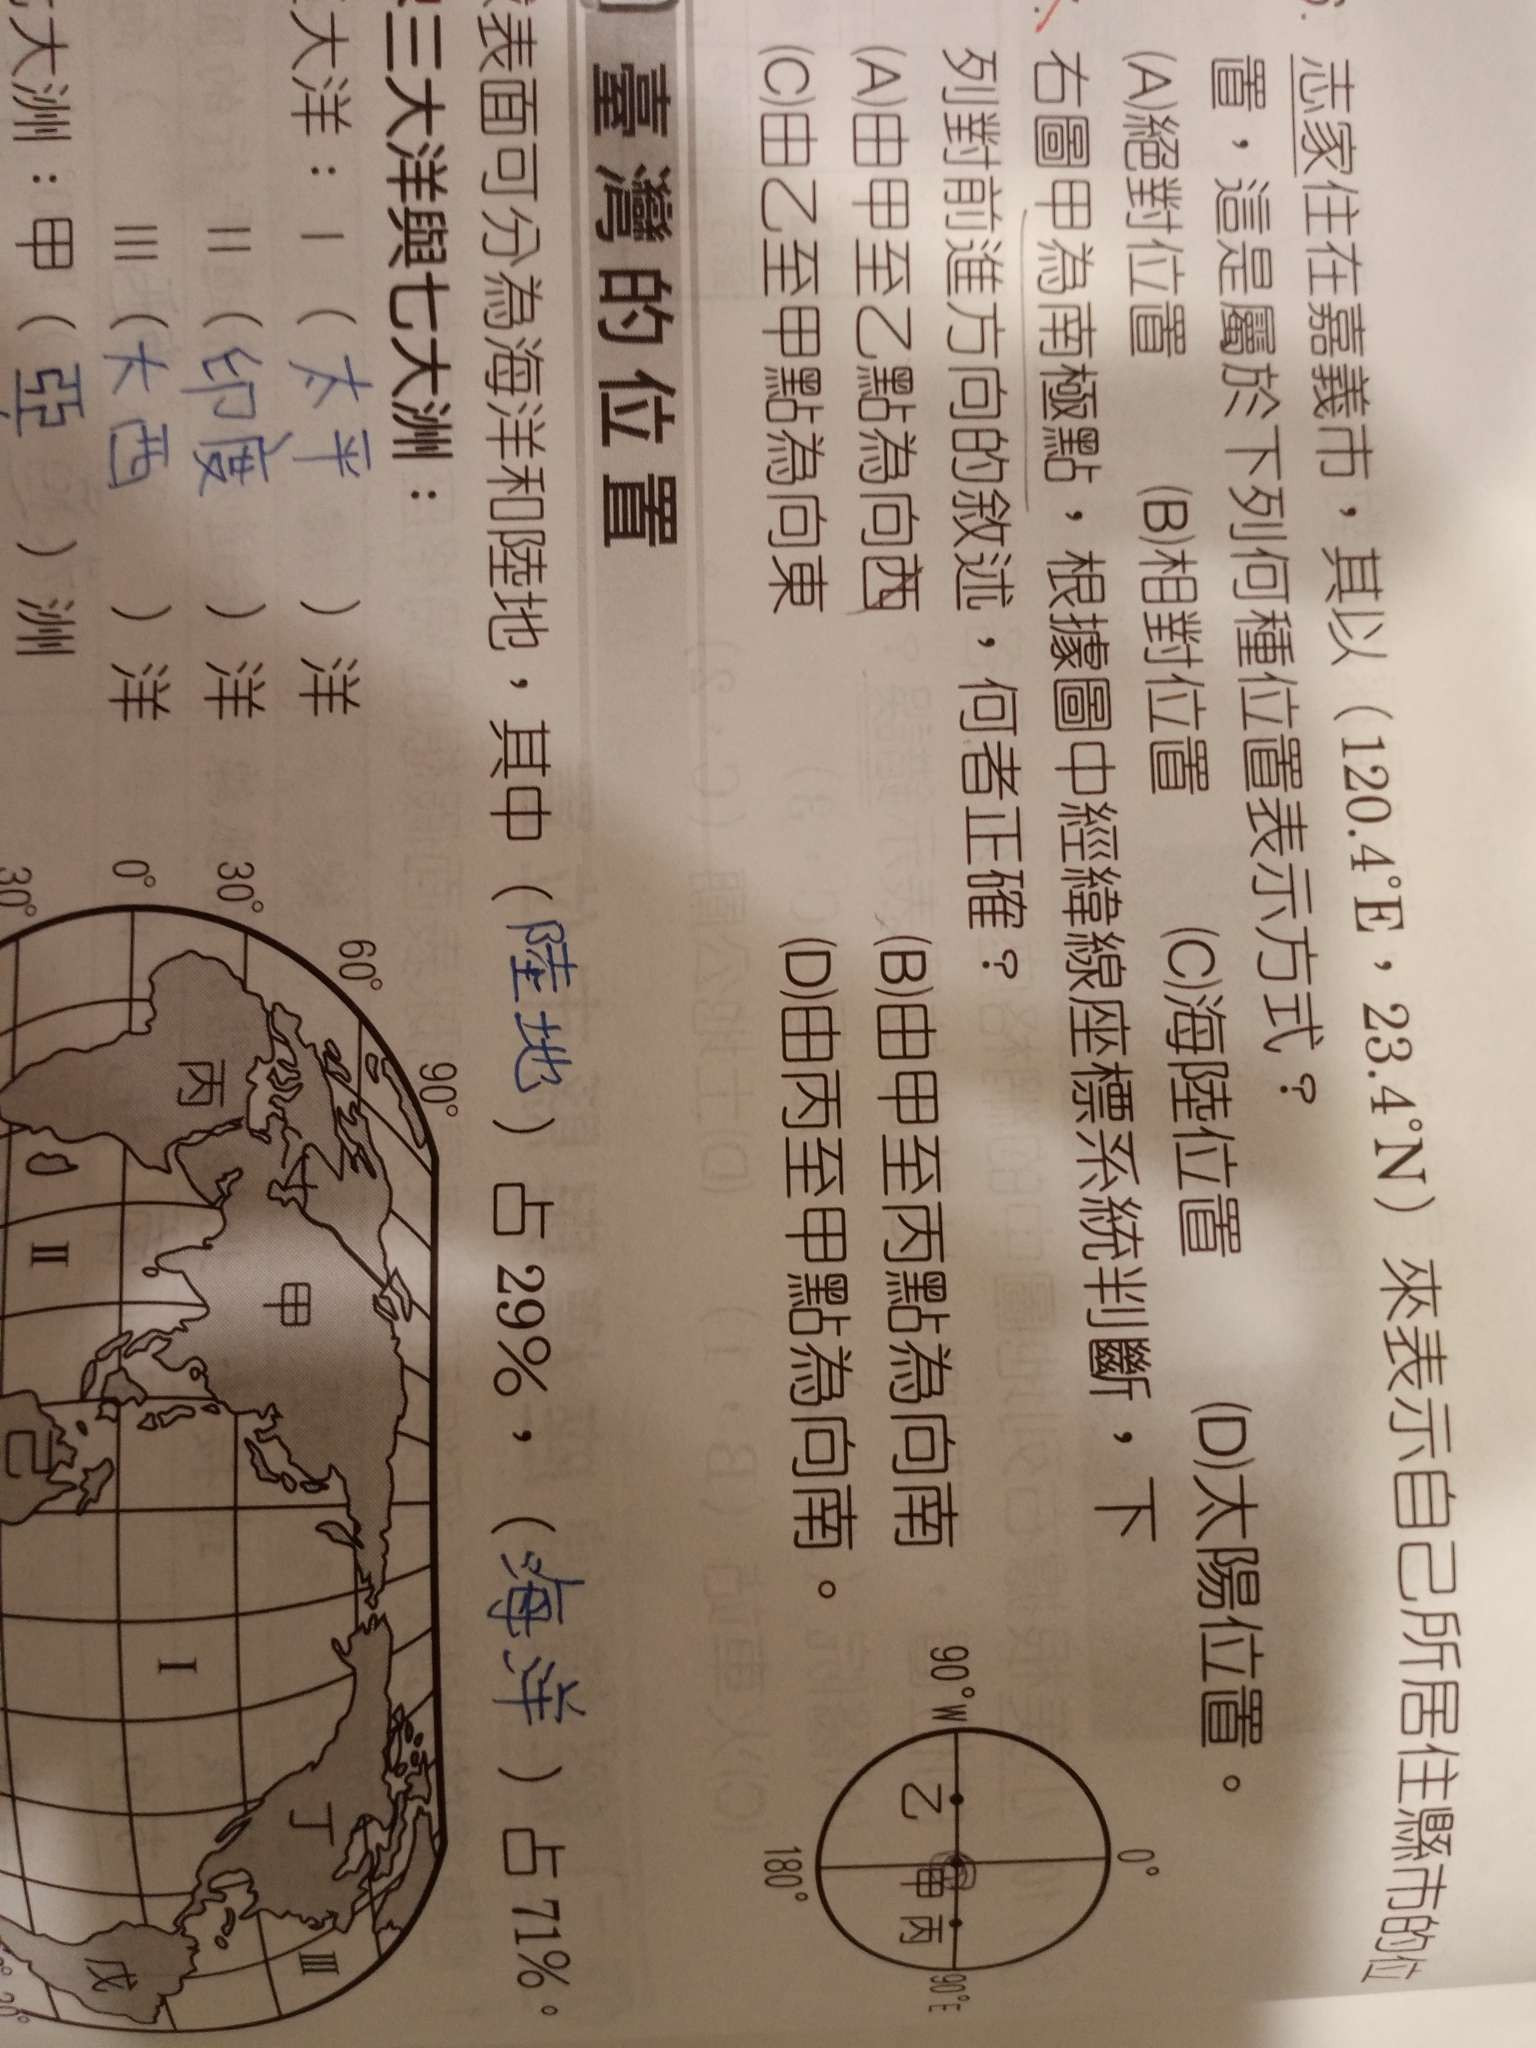 志家住在嘉義市，其以（120.4°E，23.4°N）來表示自己所居住縣市的位
置，這是屬於下列何種位置表示方式？
(A)絕對位置 (B)相對位置 (C)海陸位置 (D)太陽位置。
右圖甲為南極點，根據圖中經緯線座標系統判斷，下
列對前進方向的敘述，何者正確？
(A)由甲至乙點為向西 (B)由甲至丙點為向南
(C)由乙至甲點為向東 (D)由丙至甲點為向南。
0°
90°W
乙
甲
丙
90°E
180°
臺灣的位置
表面可分為海洋和陸地，其中（陸地）占29%，（海洋）占71%。
三大洋與七大洲：
大洋：I（太平）洋
II（印度）洋
III（大西）洋
大洲：甲（亞）洲
90°
60°
30°
0°
30°
丙
甲
丁
I
II
III
己
戊